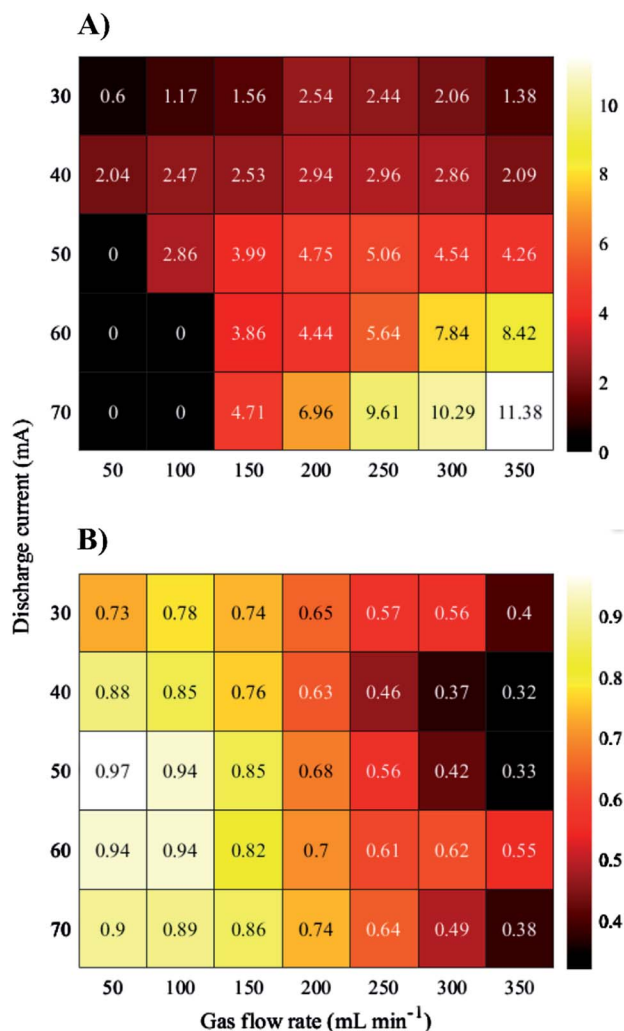 A)
30 0.6 1.17 1.56 2.54 2.44 2.06 1.38
40 2.04 2.47 2.53 2.94 2.96 2.86 2.09
50 0 2.86 3.99 4.75 5.06 4.54 4.26
60 0 0 3.86 4.44 5.64 7.84 8.42
70 0 0 4.71 6.96 9.61 10.29 11.38
50 100 150 200 250 300 350
10
8
6
4
2
0
Discharge current (mA)
B)
30 0.73 0.78 0.74 0.65 0.57 0.56 0.4
40 0.88 0.85 0.76 0.63 0.46 0.37 0.32
50 0.97 0.94 0.85 0.68 0.56 0.42 0.33
60 0.94 0.94 0.82 0.7 0.61 0.62 0.55
70 0.9 0.89 0.86 0.74 0.64 0.49 0.38
50 100 150 200 250 300 350
0.9
0.8
0.7
0.6
0.5
0.4
Gas flow rate (mL min⁻¹)